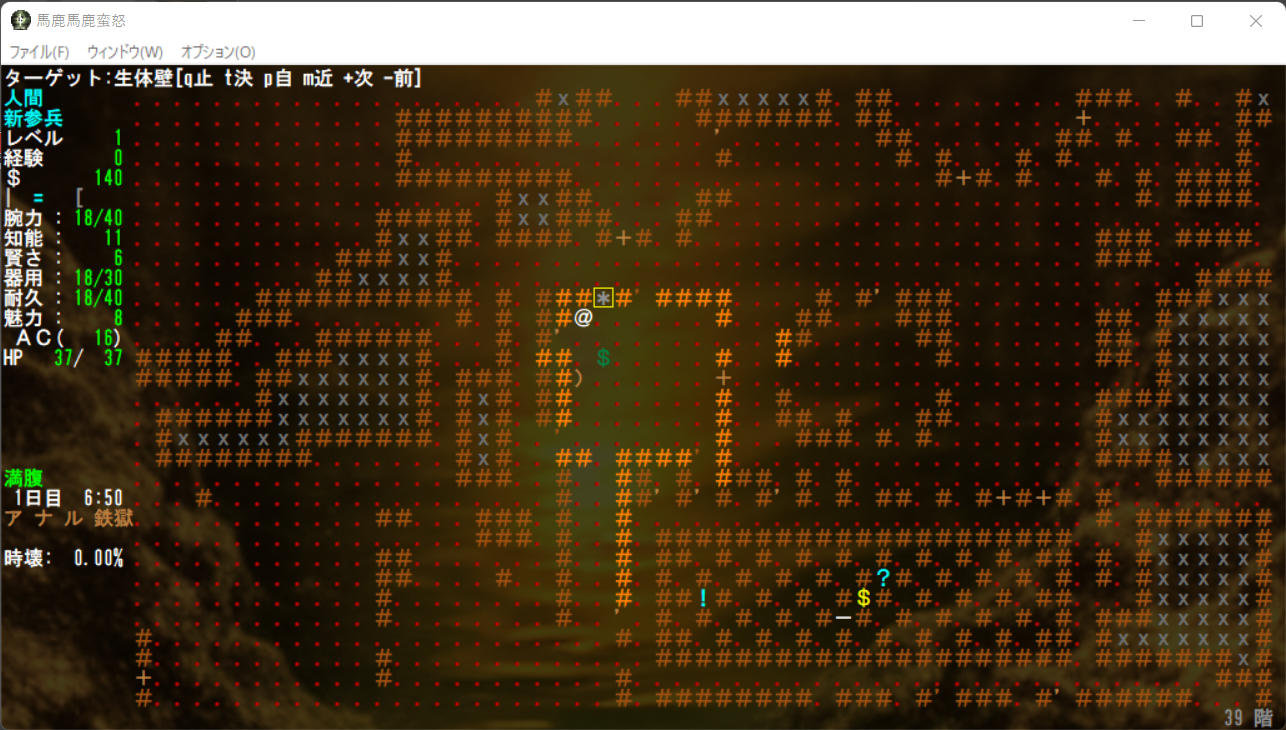 馬鹿馬鹿蛮怒
ファイル(F) ウィンドウ(W) オプション(O)
ターゲット:生体壁[q止 t決 p自 m近 +次 -前]
人間
新参兵
レベル 1
経験 0
$ 140
| = [
腕力 : 18/40
知能 : 11
賢さ : 6
器用 : 18/30
耐久 : 18/40
魅力 : 8
AC( 16)
HP 37/ 37
満腹
1日目 6:50
アナル鉄獄
時壊: 0.00%
39 階